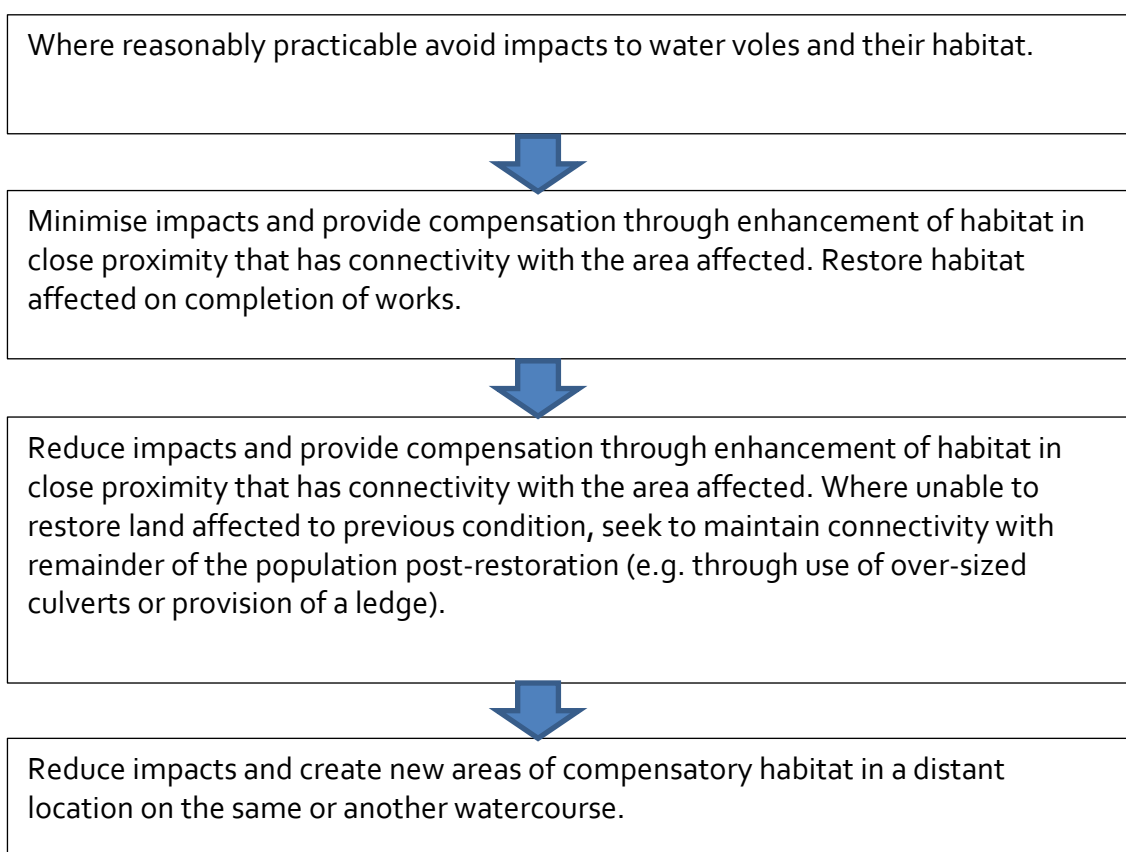 Where reasonably practicable avoid impacts to water voles and their habitat.
Minimise impacts and provide compensation through enhancement of habitat in
close proximity that has connectivity with the area affected. Restore habitat
affected on completion of works.
Reduce impacts and provide compensation through enhancement of habitat in
close proximity that has connectivity with the area affected. Where unable to
restore land affected to previous condition, seek to maintain connectivity with
remainder of the population post-restoration (e.g. through use of over-sized
culverts or provision of a ledge).
Reduce impacts and create new areas of compensatory habitat in a distant
location on the same or another watercourse.